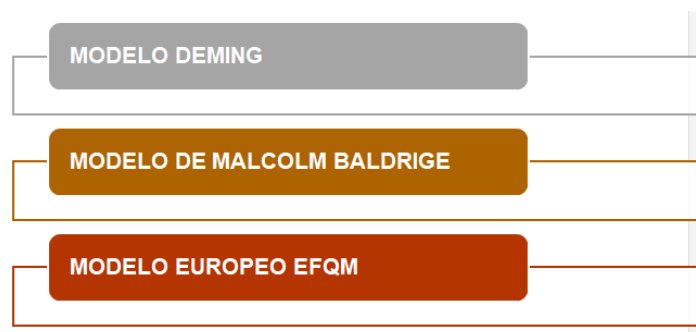 MODELO DEMING
MODELO DE MALCOLM BALDRIGE
MODELO EUROPEO EFQM